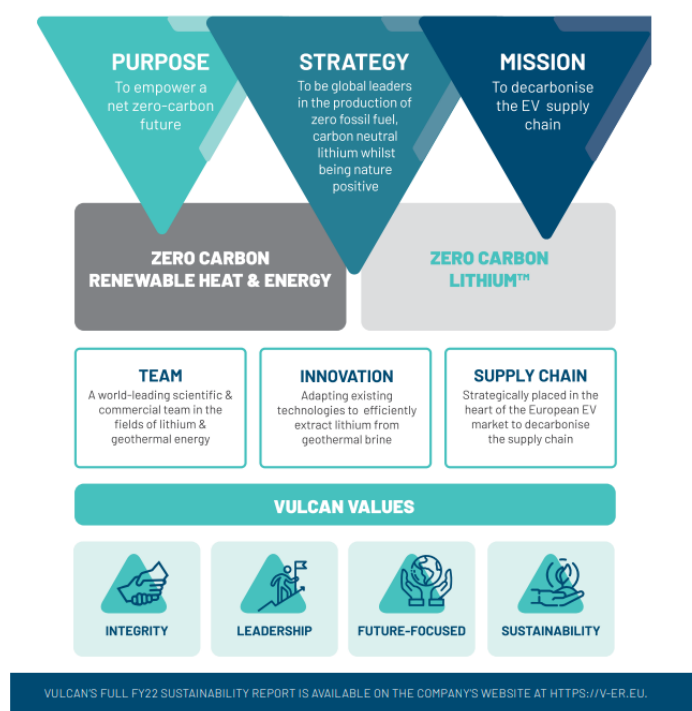 PURPOSE
To empower a
net zero-carbon
future
STRATEGY
To be global leaders
in the production of
zero fossil fuel,
carbon neutral
lithium whilst
being nature
positive
MISSION
To decarbonise
the EV supply
chain
ZERO CARBON
RENEWABLE HEAT & ENERGY
ZERO CARBON
LITHIUM™
TEAM
A world-leading scientific &
commercial team in the
fields of lithium &
geothermal energy
INNOVATION
Adapting existing
technologies to efficiently
extract lithium from
geothermal brine
SUPPLY CHAIN
Strategically placed in the
heart of the European EV
market to decarbonise
the supply chain
VULCAN VALUES
INTEGRITY
LEADERSHIP
FUTURE-FOCUSED
SUSTAINABILITY
VULCAN'S FULL FY22 SUSTAINABILITY REPORT IS AVAILABLE ON THE COMPANY'S WEBSITE AT HTTPS://V-ER.EU.